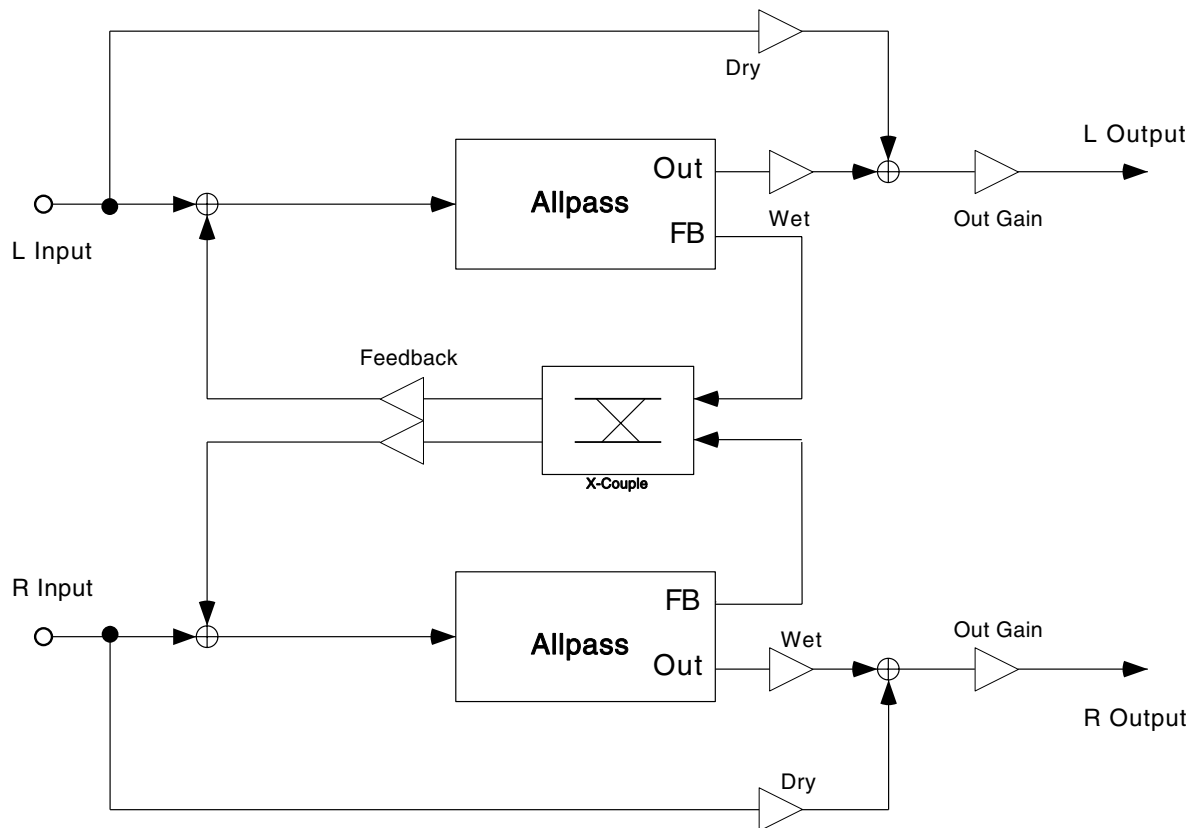 Dry
L Output
Out
Allpass
Wet
Out Gain
FB
L Input
Feedback
X-Couple
R Input
FB
Allpass
Out
Wet
Out Gain
R Output
Dry